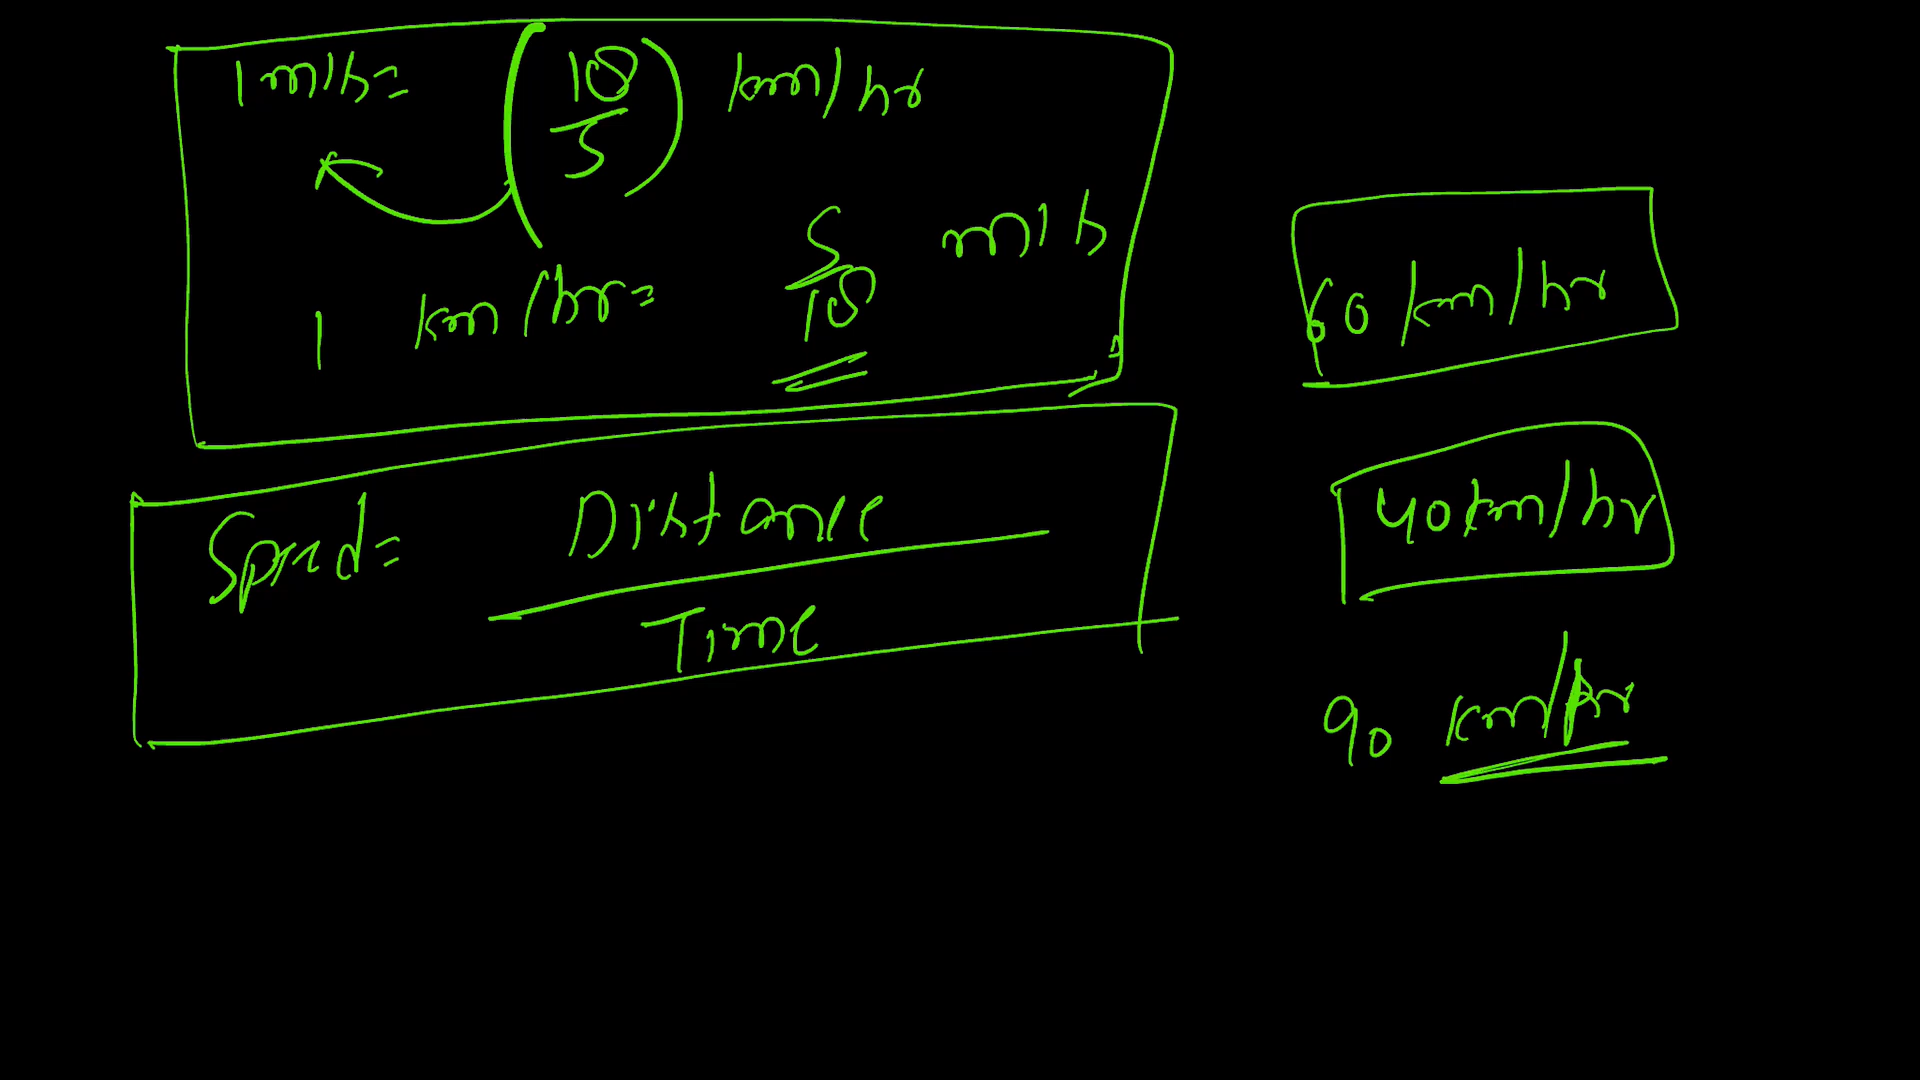 1 m/s = (18/5) km/hr
1 km/hr = 5/18 m/s
Speed = Distance
Time
60 km/hr
40 km/hr
90 km/hr